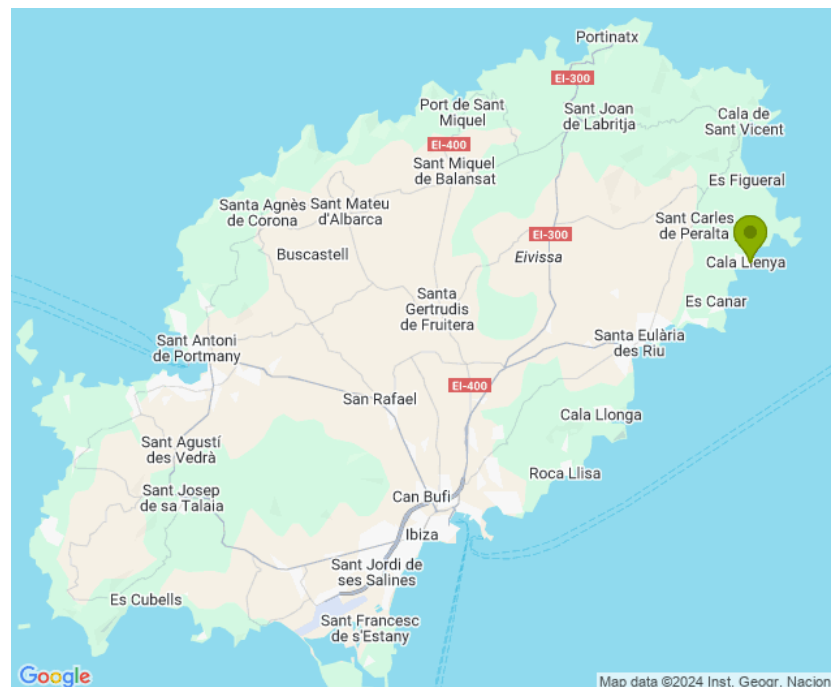 Portinatx
EI-300
Port de Sant
Miquel
Sant Joan
de Labritja
Cala de
Sant Vicent
EI-400
Sant Miquel
de Balansat
Es Figueral
Santa Agnès
de Corona
Sant Mateu
d'Albarca
Sant Carles
de Peralta
EI-300
Buscastell
Eivissa
Cala Llenya
Santa
Gertrudis
de Fruitera
Es Canar
Sant Antoni
de Portmany
Santa Eulària
des Riu
EI-400
San Rafael
Cala Llonga
Sant Agustí
des Vedrà
Roca Llisa
Sant Josep
de sa Talaia
Can Bufi
Ibiza
Sant Jordi de
ses Salines
Es Cubells
Sant Francesc
de s'Estany
Google
Map data ©2024 Inst. Geogr. Nacion